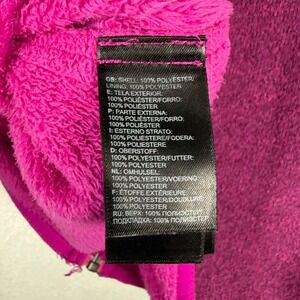 GB: SHELL: 100% POLYESTER/
LINING: 100% POLYESTER
E: TELA EXTERIOR:
100% POLIÉSTER/FORRO:
100% POLIÉSTER
P: PARTE EXTERNA:
100% POLIÉSTER/FORRO:
100% POLIÉSTER
I: ESTERNO STRATO:
100% POLIESTERE/FODERA:
100% POLIESTERE
D: OBERSTOFF:
100% POLYESTER/FUTTER:
100% POLYESTER
NL: OMHULSEL:
100% POLYESTER/VOERING
100% POLYESTER
F: ÉTOFFE EXTÉRIEURE:
100% POLYESTER/DOUBLURE
100% POLYESTER
RU: ВЕРХ: 100% ПОЛИЭСТЕР
ПОДКЛАДКА: 100% ПОЛИЭСТЕР